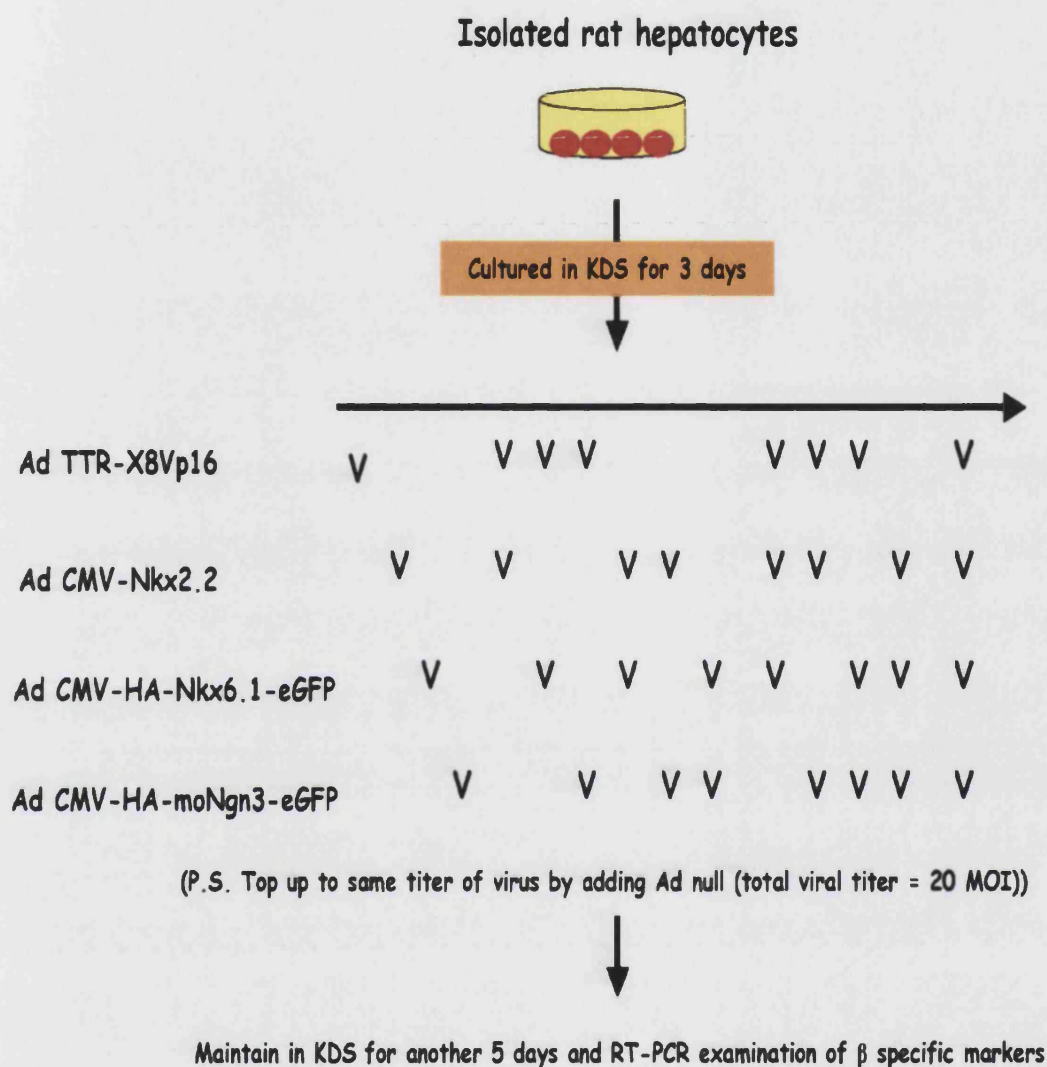 Isolated rat hepatocytes
Cultured in KDS for 3 days
Ad TTR-X8Vp16 V V V V V V V V
Ad CMV-Nkx2.2 V V V V V V V V
Ad CMV-HA-Nkx6.1-eGFP V V V V V V V V
Ad CMV-HA-moNgn3-eGFP V V V V V V V V
(P.S. Top up to same titer of virus by adding Ad null (total viral titer = 20 MOI))
Maintain in KDS for another 5 days and RT-PCR examination of β specific markers